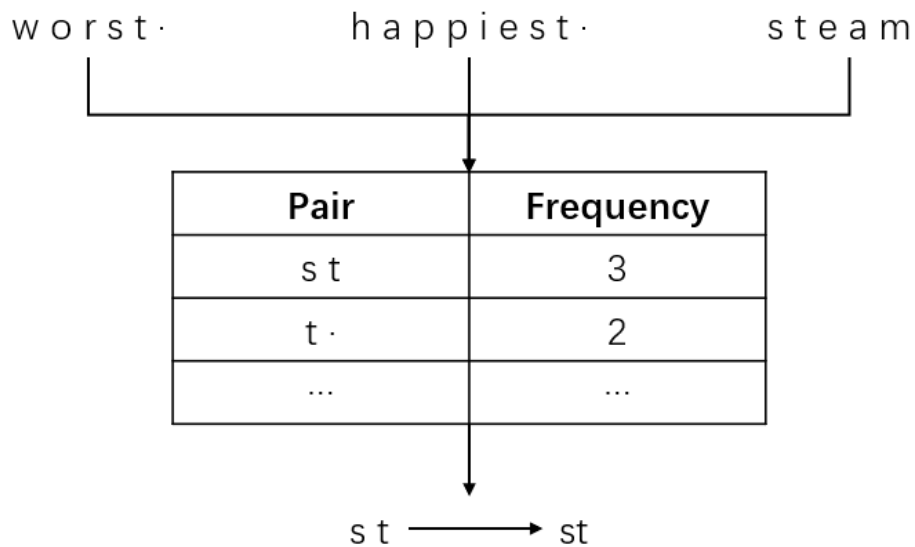 w o r s t · h a p p i e s t · s t e a m
Pair Frequency
s t 3
t · 2
... ...
s t st